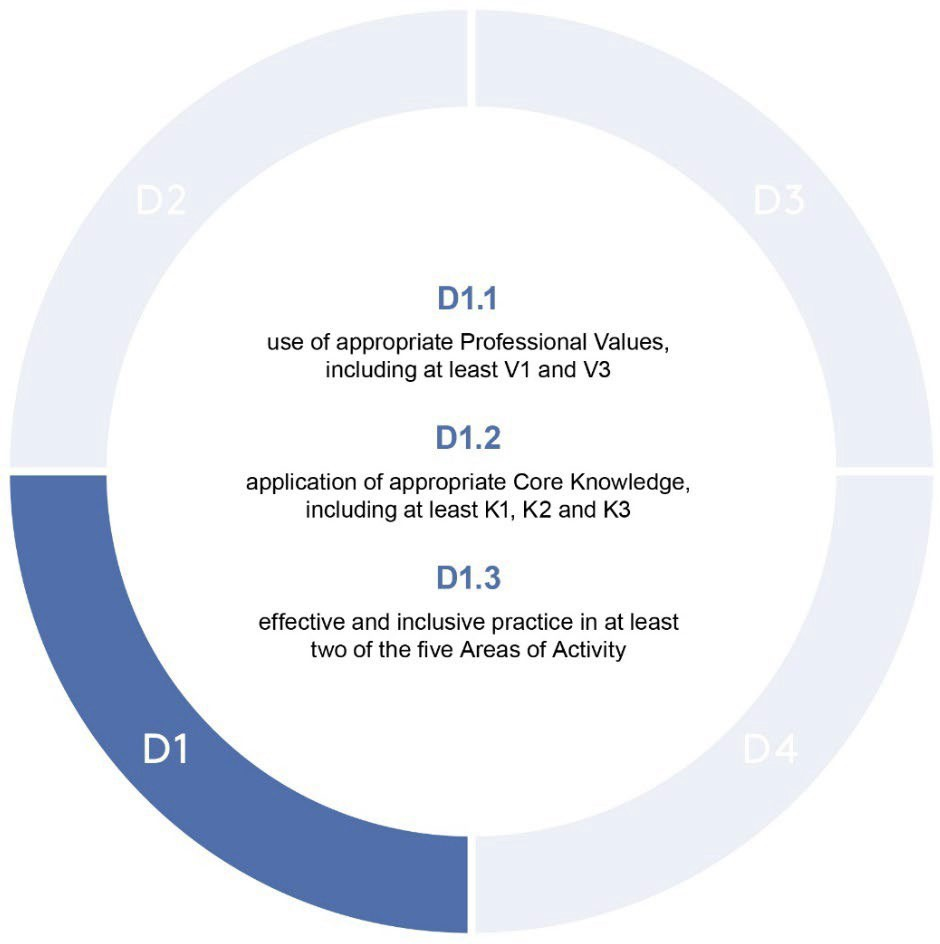 D2
D3
D1.1
use of appropriate Professional Values,
including at least V1 and V3
D1.2
application of appropriate Core Knowledge,
including at least K1, K2 and K3
D1.3
effective and inclusive practice in at least
two of the five Areas of Activity
D1
D4